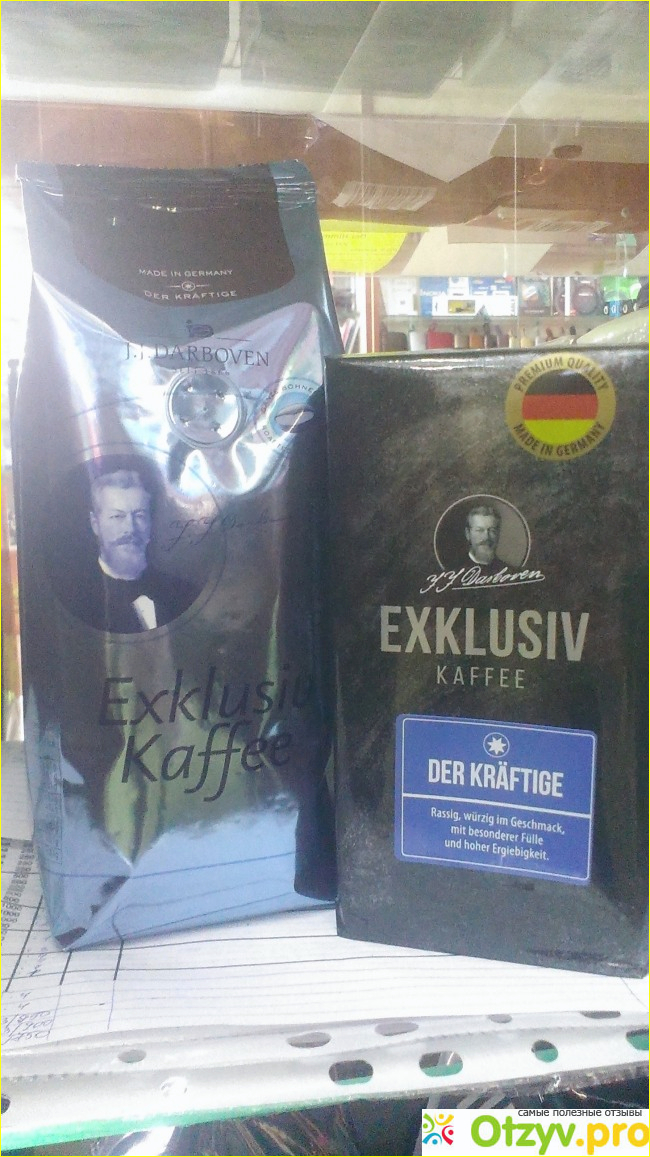 MADE IN GERMANY
DER KRÄFTIGE
J.J.DARBOVEN
Exklusiv
Kaffee
PREMIUM QUALITY
MADE IN GERMANY
J J Darboven
EXKLUSIV
KAFFEE
DER KRÄFTIGE
Rassig, würzig im Geschmack,
mit besonderer Fülle
und hoher Ergiebigkeit.
самые полезные отзывы
Otzyv.pro